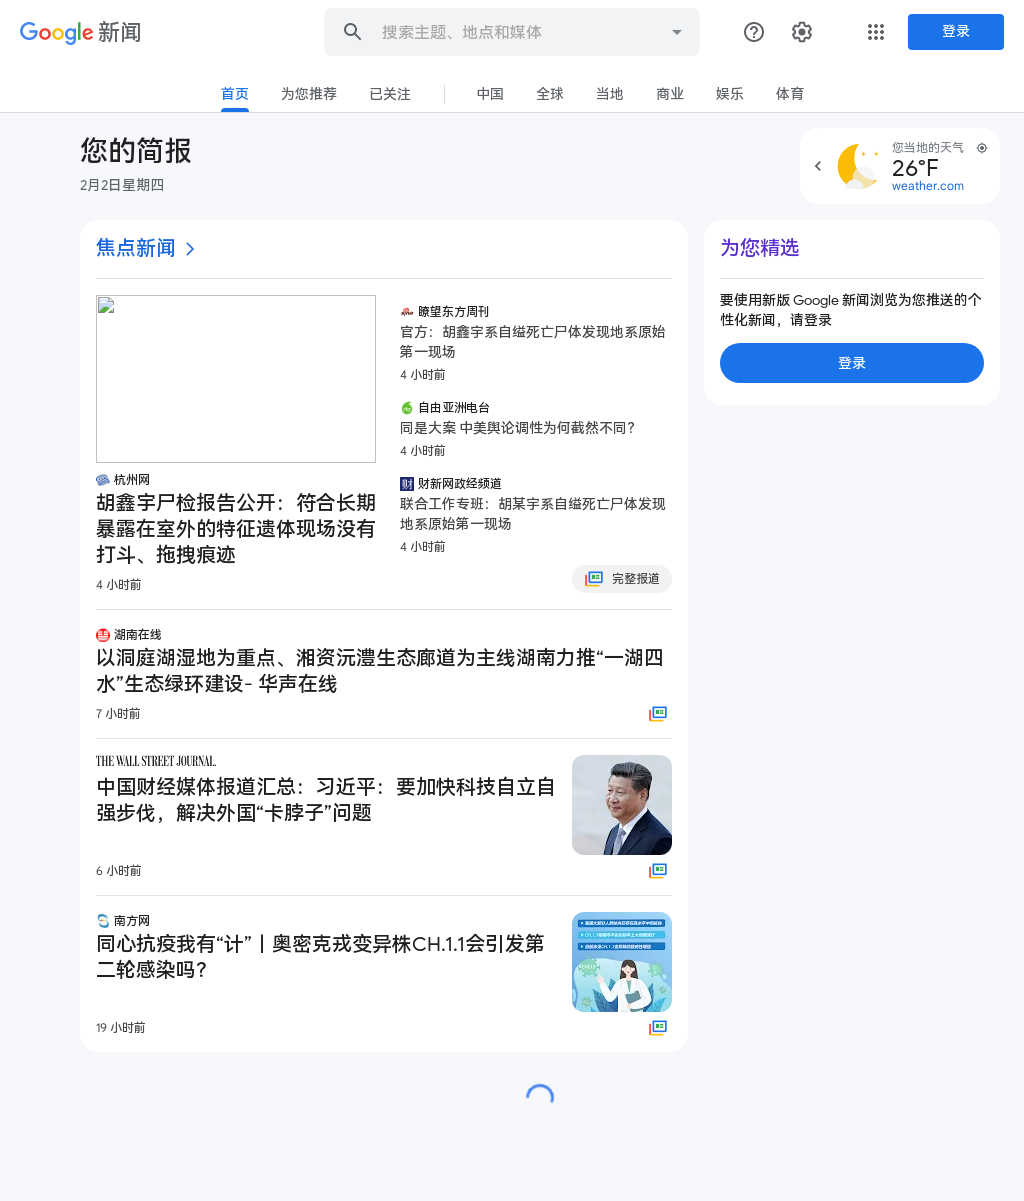 Google 新闻
搜索主题、地点和媒体
登录
首页
为您推荐
已关注
中国
全球
当地
商业
娱乐
体育
您的简报
2月2日星期四
您当地的天气
26°F
weather.com
焦点新闻
杭州网
胡鑫宇尸检报告公开：符合长期
暴露在室外的特征遗体现场没有
打斗、拖拽痕迹
4 小时前
瞭望东方周刊
官方：胡鑫宇系自缢死亡尸体发现地系原始
第一现场
4 小时前
自由亚洲电台
同是大案 中美舆论调性为何截然不同？
4 小时前
财新网政经频道
联合工作专班：胡某宇系自缢死亡尸体发现
地系原始第一现场
4 小时前
完整报道
湖南在线
以洞庭湖湿地为重点、湘资沅澧生态廊道为主线湖南力推“一湖四
水”生态绿环建设- 华声在线
7 小时前
THE WALL STREET JOURNAL.
中国财经媒体报道汇总：习近平：要加快科技自立自
强步伐，解决外国“卡脖子”问题
6 小时前
南方网
同心抗疫我有“计”丨奥密克戎变异株CH.1.1会引发第
二轮感染吗？
19 小时前
为您精选
要使用新版 Google 新闻浏览为您推送的个
性化新闻，请登录
登录